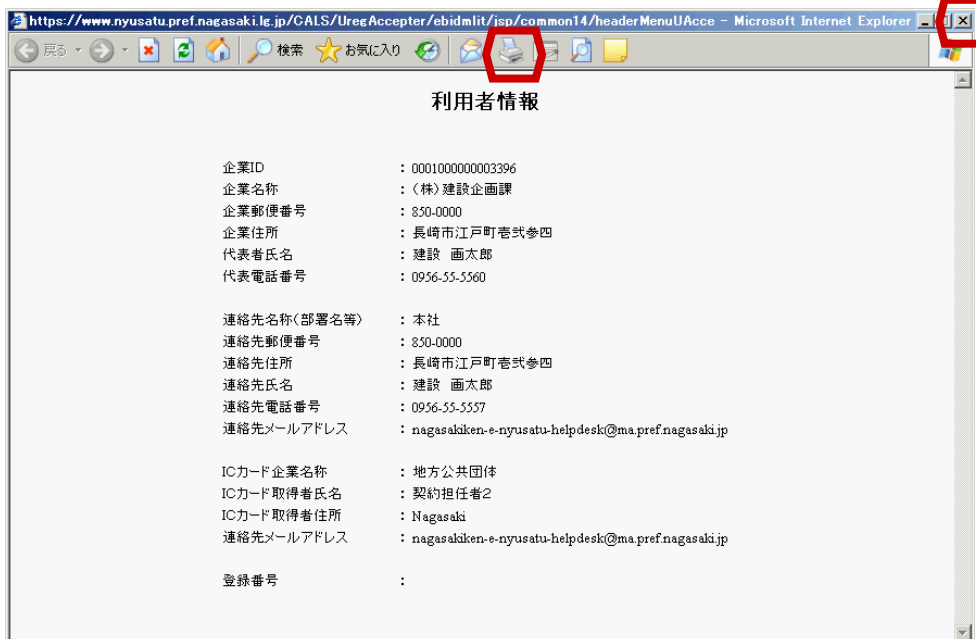 https://www.nyusatu.pref.nagasaki.lg.jp/CALS/UregAccepter/ebidmlit/jsp/common14/headerMenuUAcce - Microsoft Internet Explorer
戻る 検索 お気に入り
利用者情報
企業ID : 0001000000003396
企業名称 : (株)建設企画課
企業郵便番号 : 850-0000
企業住所 : 長崎市江戸町壱弐参四
代表者氏名 : 建設 画太郎
代表電話番号 : 0956-55-5560
連絡先名称(部署名等) : 本社
連絡先郵便番号 : 850-0000
連絡先住所 : 長崎市江戸町壱弐参四
連絡先氏名 : 建設 画太郎
連絡先電話番号 : 0956-55-5557
連絡先メールアドレス : nagasakiken-e-nyusatu-helpdesk@ma.pref.nagasaki.jp
ICカード企業名称 : 地方公共団体
ICカード取得者氏名 : 契約担任者2
ICカード取得者住所 : Nagasaki
連絡先メールアドレス : nagasakiken-e-nyusatu-helpdesk@ma.pref.nagasaki.jp
登録番号 :